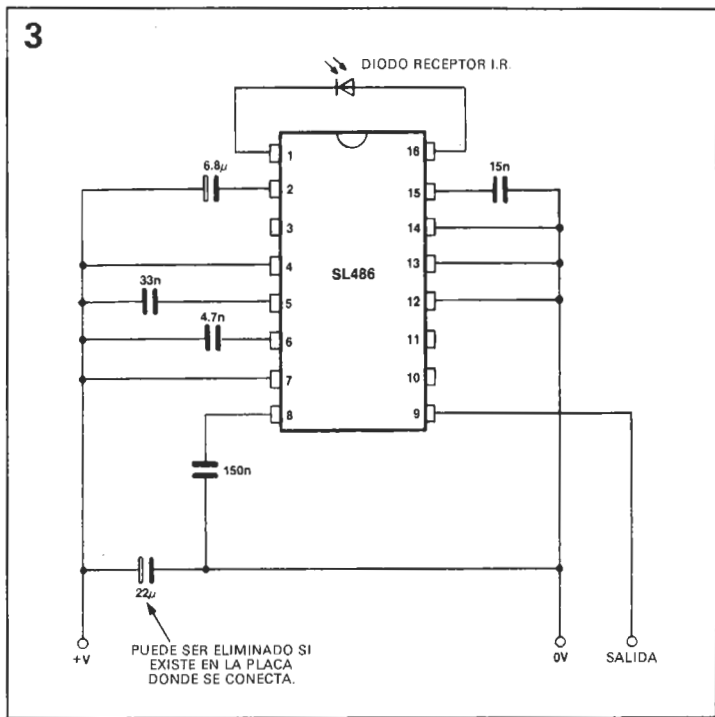 3
DIODO RECEPTOR I.R.
6.8µ
1
16
15n
2
15
3
14
4
13
SL486
33n
5
12
4.7n
6
11
7
10
8
9
150n
22µ
PUEDE SER ELIMINADO SI
EXISTE EN LA PLACA
DONDE SE CONECTA.
+V
0V
SALIDA